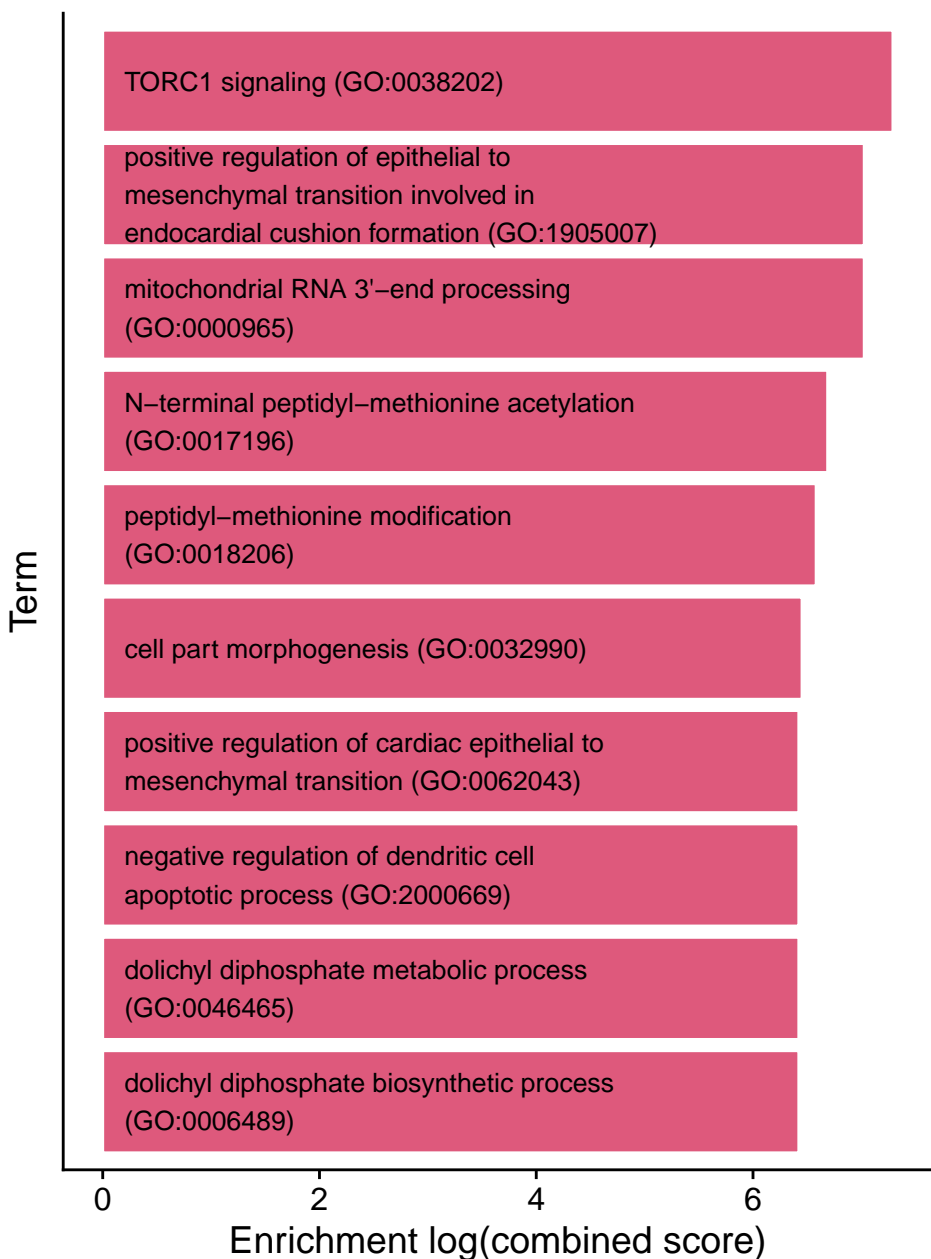 TORC1 signaling (GO:0038202)
positive regulation of epithelial to
mesenchymal transition involved in
endocardial cushion formation (GO:1905007)
mitochondrial RNA 3'−end processing
(GO:0000965)
N−terminal peptidyl−methionine acetylation
(GO:0017196)
peptidyl−methionine modification
(GO:0018206)
cell part morphogenesis (GO:0032990)
positive regulation of cardiac epithelial to
mesenchymal transition (GO:0062043)
negative regulation of dendritic cell
apoptotic process (GO:2000669)
dolichyl diphosphate metabolic process
(GO:0046465)
dolichyl diphosphate biosynthetic process
(GO:0006489)
Term
0 2 4 6
Enrichment log(combined score)